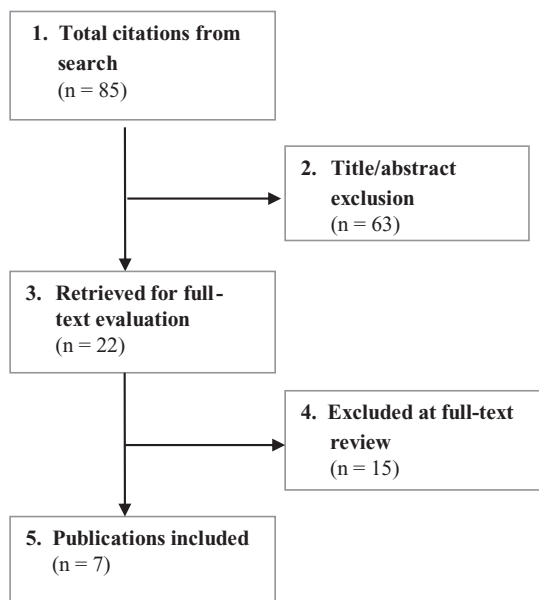 1. Total citations from
search
(n = 85)
2. Title/abstract
exclusion
(n = 63)
3. Retrieved for full-
text evaluation
(n = 22)
4. Excluded at full-text
review
(n = 15)
5. Publications included
(n = 7)